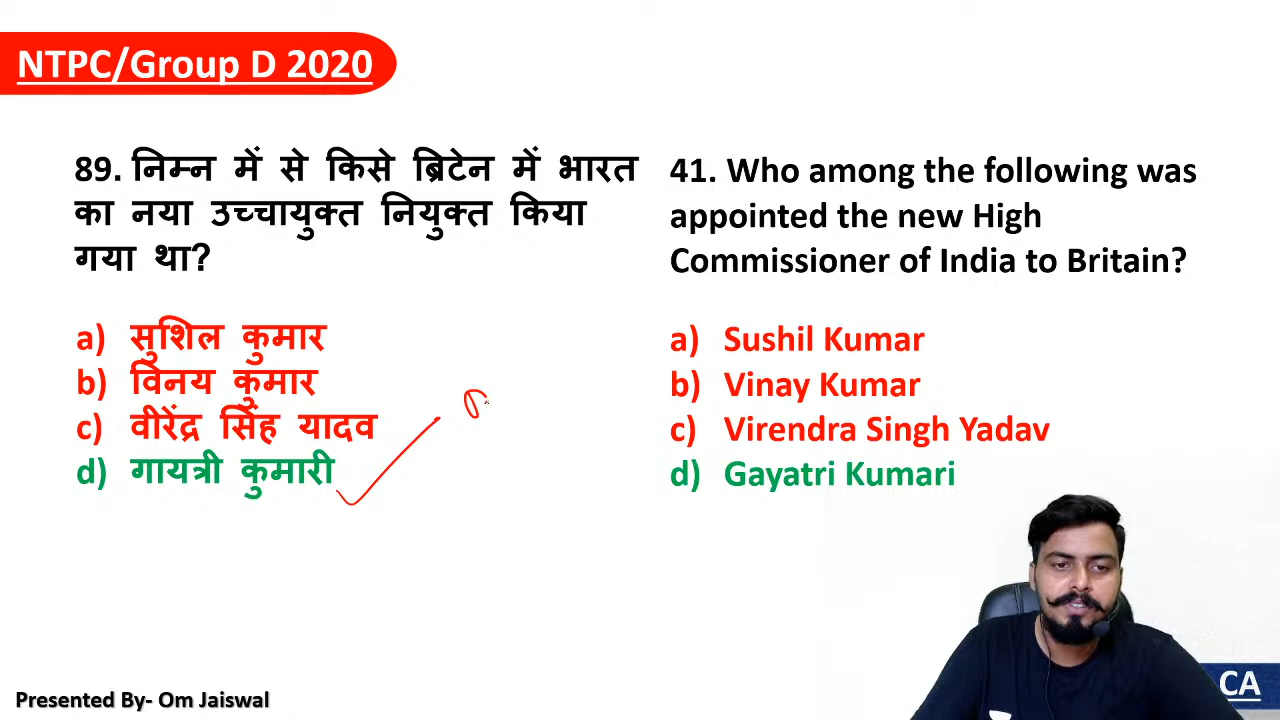 NTPC/Group D 2020
89. निम्न में से किसे ब्रिटेन में भारत
का नया उच्चायुक्त नियुक्त किया
गया था?
a) सुशिल कुमार
b) विनय कुमार
c) वीरेंद्र सिंह यादव
d) गायत्री कुमारी
41. Who among the following was
appointed the new High
Commissioner of India to Britain?
a) Sushil Kumar
b) Vinay Kumar
c) Virendra Singh Yadav
d) Gayatri Kumari
Presented By- Om Jaiswal
CA